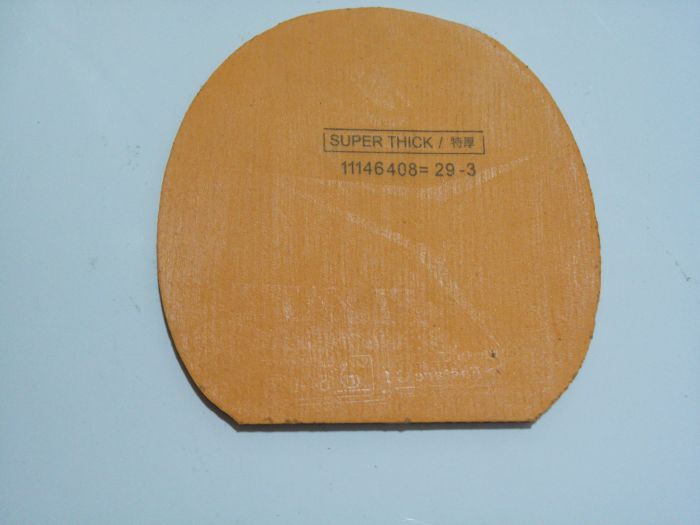 SUPER THICK / 特厚
11146408= 29-3